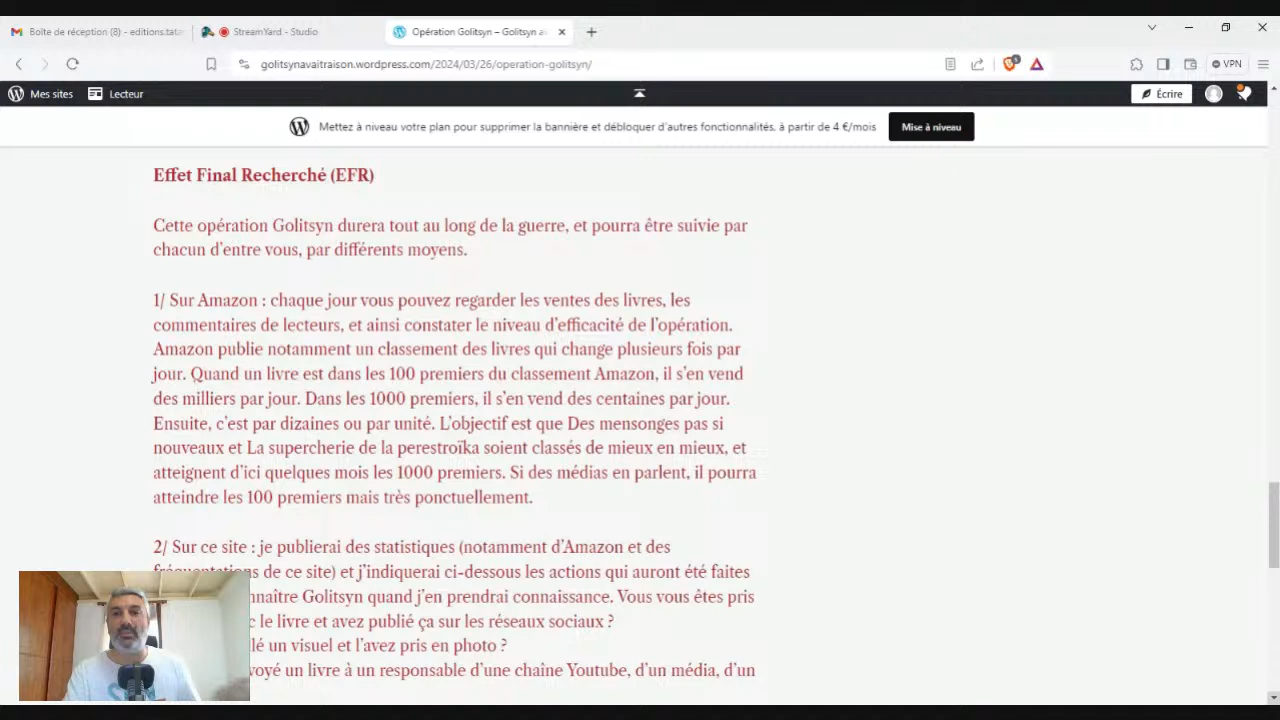 Boîte de réception (8) - editions.tatar
StreamYard - Studio
Opération Golitsyn – Golitsyn av
golitsynavaitraison.wordpress.com/2024/03/26/operation-golitsyn/
VPN
Mes sites
Lecteur
Écrire
Mettez à niveau votre plan pour supprimer la bannière et débloquer d'autres fonctionnalités, à partir de 4 €/mois
Mise à niveau
Effet Final Recherché (EFR)
Cette opération Golitsyn durera tout au long de la guerre, et pourra être suivie par
chacun d'entre vous, par différents moyens.
1/ Sur Amazon : chaque jour vous pouvez regarder les ventes des livres, les
commentaires de lecteurs, et ainsi constater le niveau d'efficacité de l'opération.
Amazon publie notamment un classement des livres qui change plusieurs fois par
jour. Quand un livre est dans les 100 premiers du classement Amazon, il s'en vend
des milliers par jour. Dans les 1000 premiers, il s'en vend des centaines par jour.
Ensuite, c'est par dizaines ou par unité. L'objectif est que Des mensonges pas si
nouveaux et La supercherie de la perestroïka soient classés de mieux en mieux, et
atteignent d'ici quelques mois les 1000 premiers. Si des médias en parlent, il pourra
atteindre les 100 premiers mais très ponctuellement.
2/ Sur ce site : je publierai des statistiques (notamment d'Amazon et des
fréquentations de ce site) et j'indiquerai ci-dessous les actions qui auront été faites
Golitsyn quand j'en prendrai connaissance. Vous vous êtes pris
le livre et avez publié ça sur les réseaux sociaux ?
un visuel et l'avez pris en photo ?
un livre à un responsable d'une chaîne Youtube, d'un média, d'un